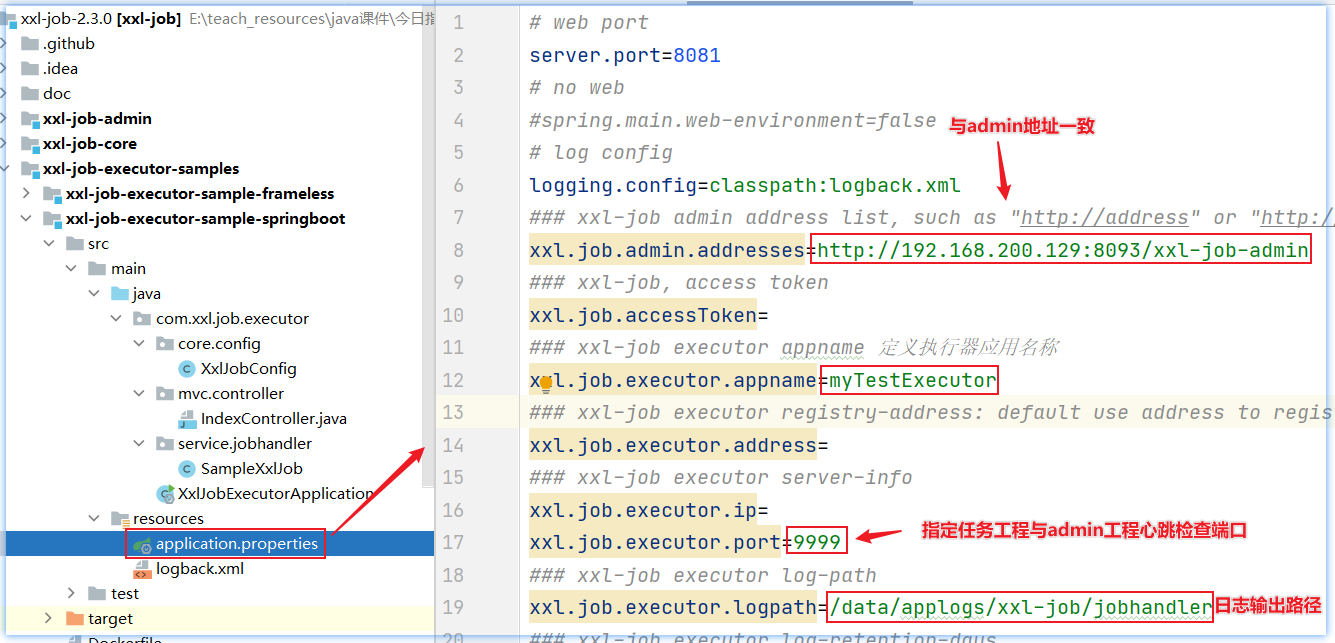 xxl-job-2.3.0 [xxl-job] E:\teach_resources\java课件\今日指
.github
.idea
doc
xxl-job-admin
xxl-job-core
xxl-job-executor-samples
xxl-job-executor-sample-frameless
xxl-job-executor-sample-springboot
src
main
java
com.xxl.job.executor
core.config
XxlJobConfig
mvc.controller
IndexController.java
service.jobhandler
SampleXxlJob
XxlJobExecutorApplication
resources
application.properties
logback.xml
test
target
Dockerfile
1 # web port
2 server.port=8081
3 # no web
4 #spring.main.web-environment=false
与admin地址一致
5 # log config
6 logging.config=classpath:logback.xml
7 ### xxl-job admin address list, such as "http://address" or "http:/
8 xxl.job.admin.addresses=http://192.168.200.129:8093/xxl-job-admin
9 ### xxl-job, access token
10 xxl.job.accessToken=
11 ### xxl-job executor appname 定义执行器应用名称
12 xxl.job.executor.appname=myTestExecutor
13 ### xxl-job executor registry-address: default use address to regis
14 xxl.job.executor.address=
15 ### xxl-job executor server-info
16 xxl.job.executor.ip=
17 xxl.job.executor.port=9999
指定任务工程与admin工程心跳检查端口
18 ### xxl-job executor log-path
19 xxl.job.executor.logpath=/data/applogs/xxl-job/jobhandler
日志输出路径
20 ### xxl-job executor log-retention-days